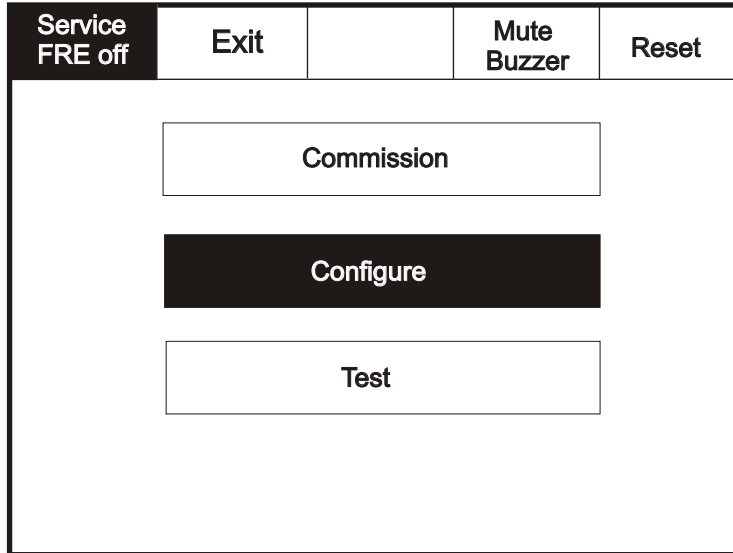 Service
FRE off
Exit
Mute
Buzzer
Reset
Commission
Configure
Test